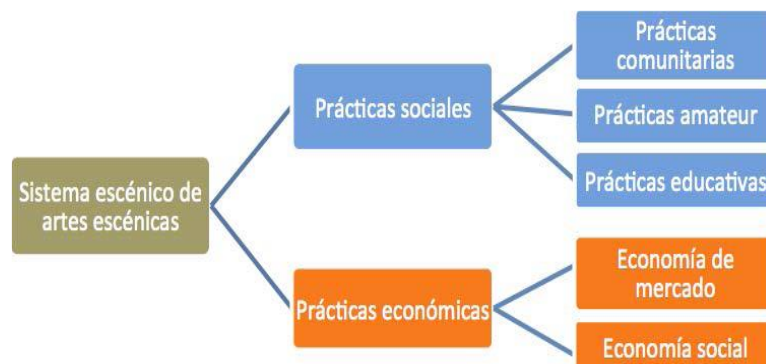 Sistema escénico de
artes escénicas
Prácticas sociales
Prácticas
comunitarias
Prácticas amateur
Prácticas educativas
Prácticas económicas
Economía de
mercado
Economía social